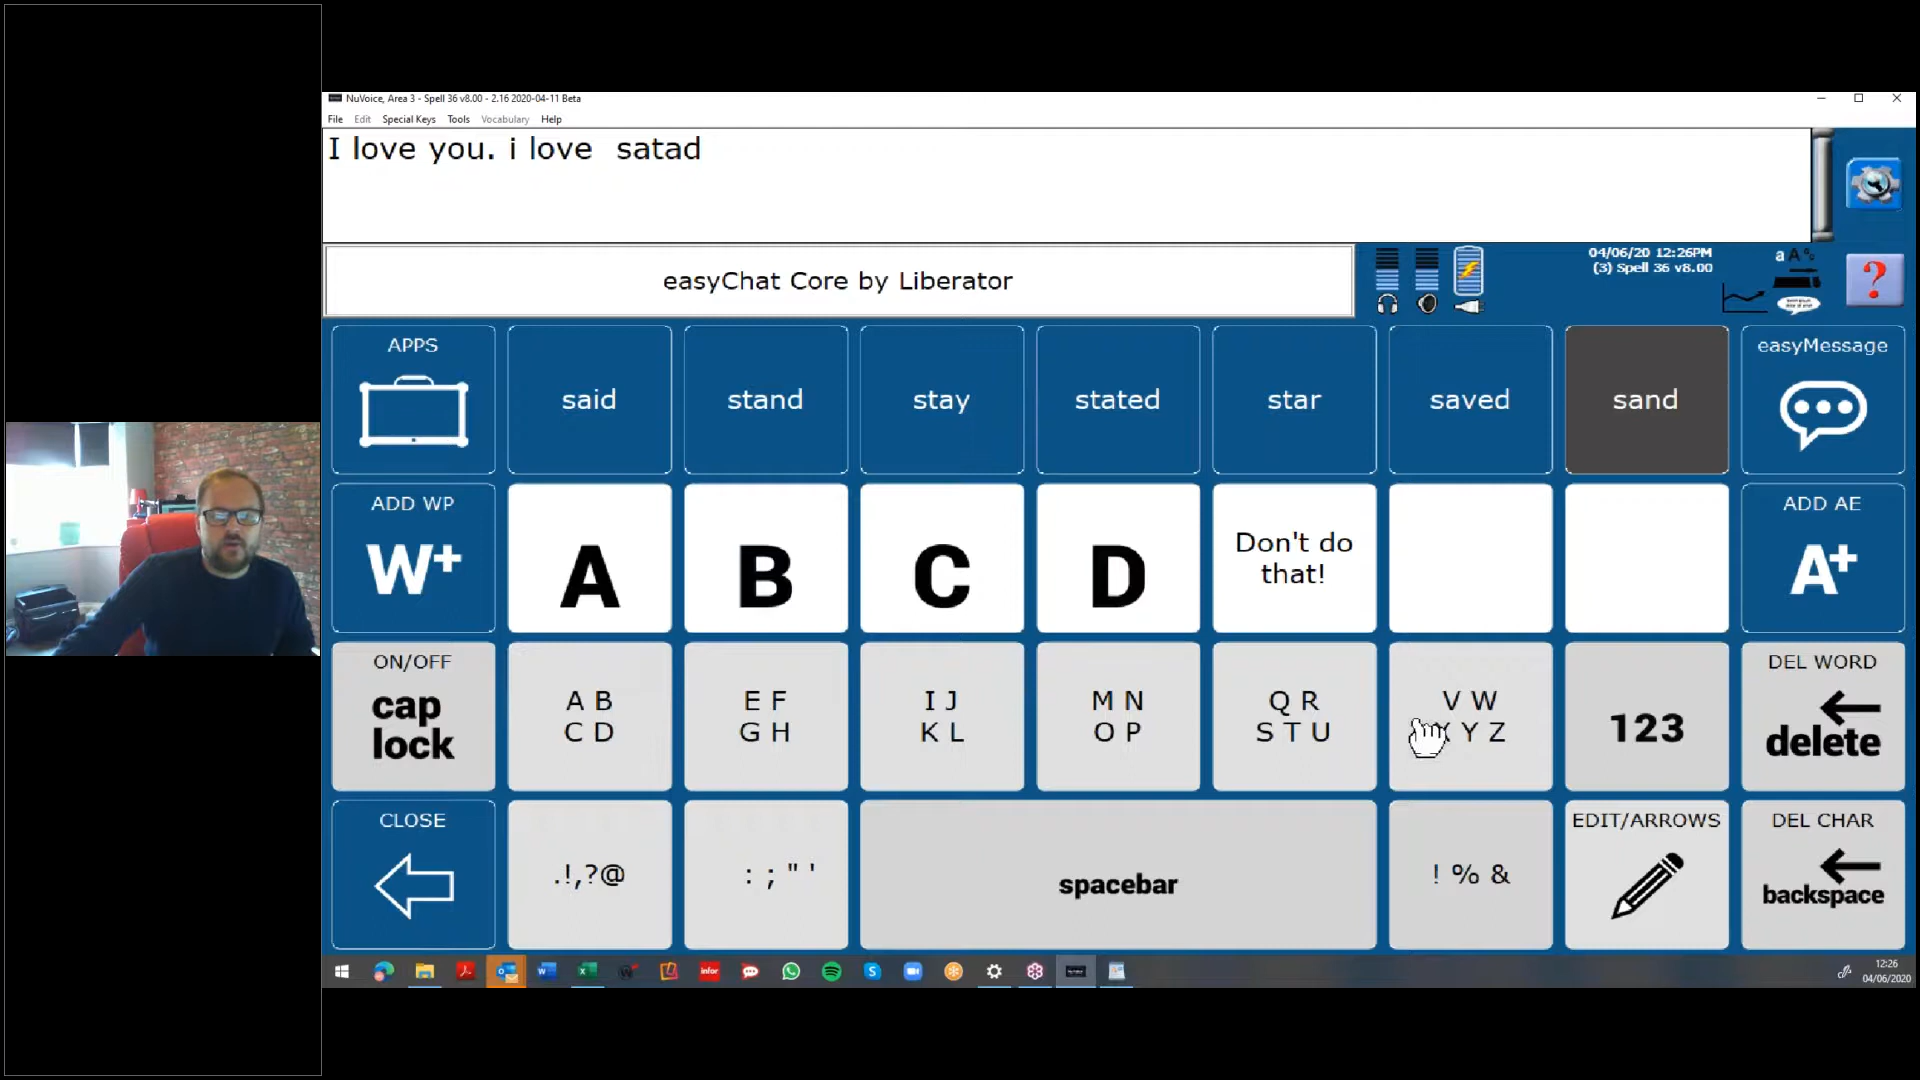 NuVoice, Area 3 - Spell 36 v8.00 - 2.16 2020-04-11 Beta
File Edit Special Keys Tools Vocabulary Help
I love you. i love  satad
easyChat Core by Liberator
04/06/20 12:26PM
(3) Spell 36 v8.00
a A %
?
APPS
said
stand
stay
stated
star
saved
sand
easyMessage
ADD WP
W+
A
B
C
D
Don't do
that!
ADD AE
A+
ON/OFF
cap
lock
A B
C D
E F
G H
I J
K L
M N
O P
Q R
S T U
V W
X Y Z
123
DEL WORD
delete
CLOSE
.!,?@
: ; " '
spacebar
! % &
EDIT/ARROWS
DEL CHAR
backspace
infor
12:26
04/06/2020